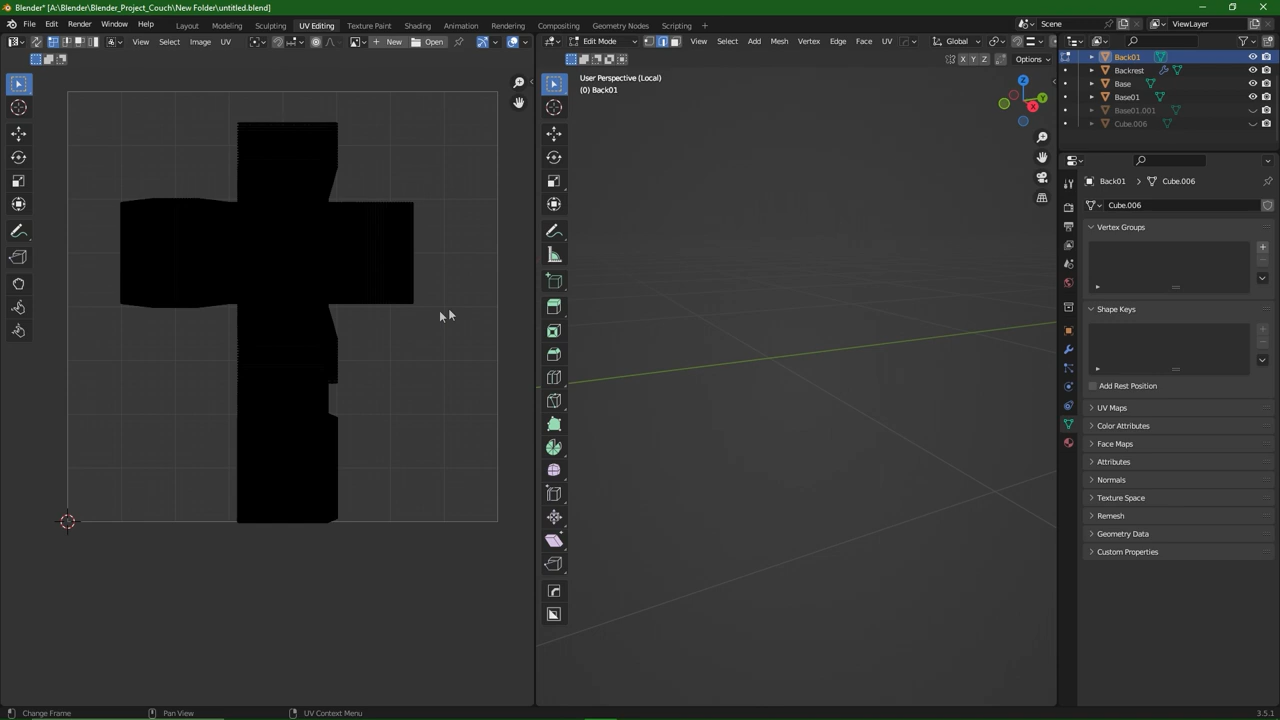 Blender* [A:\Blender\Blender_Project_Couch\New Folder\untitled.blend]
File Edit Render Window Help Layout Modeling Sculpting UV Editing Texture Paint Shading Animation Rendering Compositing Geometry Nodes Scripting + Scene ViewLayer
View Select Image UV New Open Edit Mode View Select Add Mesh Vertex Edge Face UV Global
X Y Z Options
User Perspective (Local)
(0) Back01
Z
Y
X
Back01
Backrest
Base
Base01
Base01.001
Cube.006
Back01 > Cube.006
Cube.006
Vertex Groups
Shape Keys
Add Rest Position
UV Maps
Color Attributes
Face Maps
Attributes
Normals
Texture Space
Remesh
Geometry Data
Custom Properties
Change Frame Pan View UV Context Menu 3.5.1